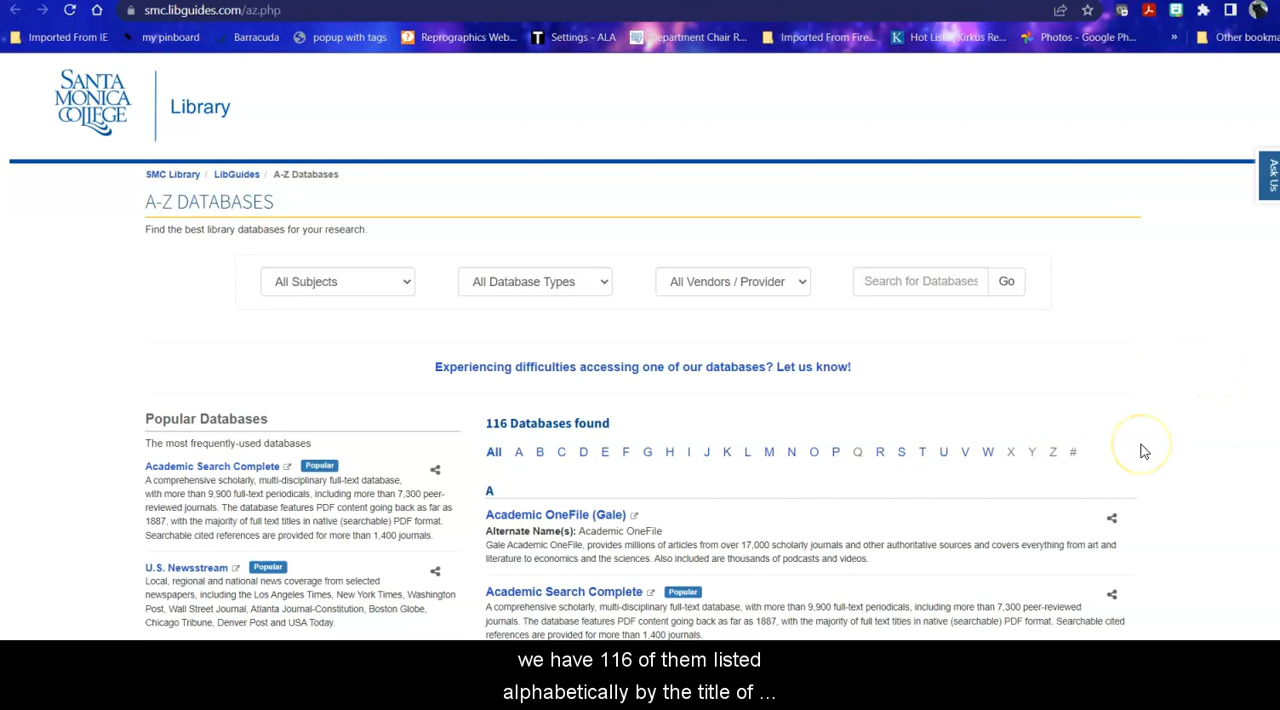 smc.libguides.com/az.php
Imported From IE my pinboard Barracuda popup with tags Reprographics Web... Settings - ALA Department Chair R... Imported From Fire... Hot List: Kirkus Re... Photos - Google Ph... » Other bookma
SANTA
MONICA
COLLEGE
Library
Ask Us
SMC Library / LibGuides / A-Z Databases
A-Z DATABASES
Find the best library databases for your research.
All Subjects All Database Types All Vendors / Provider Search for Databases Go
Experiencing difficulties accessing one of our databases? Let us know!
Popular Databases
The most frequently-used databases
Academic Search Complete Popular
A comprehensive scholarly, multi-disciplinary full-text database,
with more than 9,900 full-text periodicals, including more than 7,300 peer-
reviewed journals. The database features PDF content going back as far as
1887, with the majority of full text titles in native (searchable) PDF format.
Searchable cited references are provided for more than 1,400 journals.
U.S. Newsstream Popular
Local, regional and national news coverage from selected
newspapers, including the Los Angeles Times, New York Times, Washington
Post, Wall Street Journal, Atlanta Journal-Constitution, Boston Globe,
Chicago Tribune, Denver Post and USA Today.
116 Databases found
All A B C D E F G H I J K L M N O P Q R S T U V W X Y Z #
A
Academic OneFile (Gale)
Alternate Name(s): Academic OneFile
Gale Academic OneFile, provides millions of articles from over 17,000 scholarly journals and other authoritative sources and covers everything from art and
literature to economics and the sciences. Also included are thousands of podcasts and videos.
Academic Search Complete Popular
A comprehensive scholarly, multi-disciplinary full-text database, with more than 9,900 full-text periodicals, including more than 7,300 peer-reviewed
journals. The database features PDF content going back as far as 1887, with the majority of full text titles in native (searchable) PDF format. Searchable cited
references are provided for more than 1,400 journals.
we have 116 of them listed
alphabetically by the title of ...